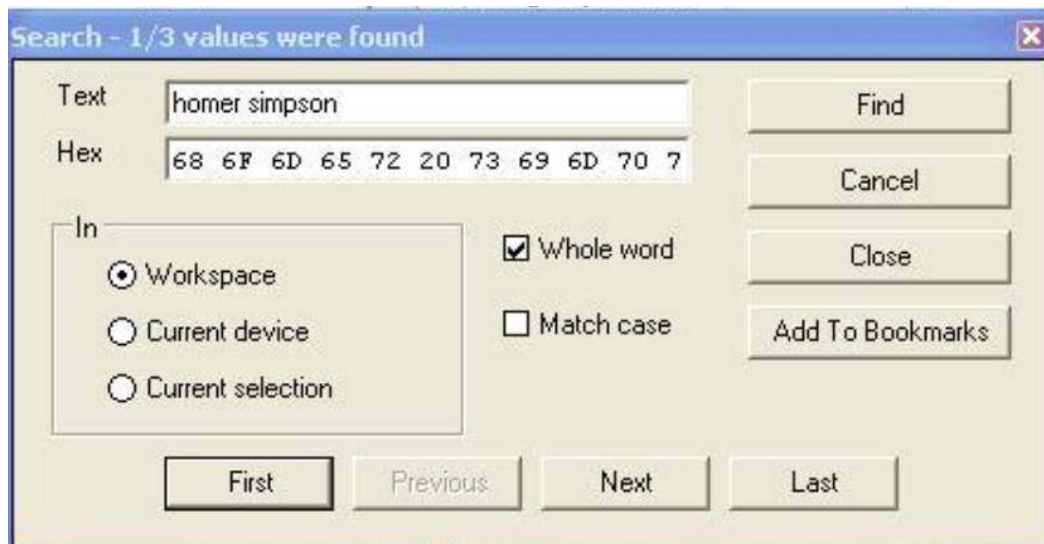 Search - 1/3 values were found
Text homer simpson Find
Hex 68 6F 6D 65 72 20 73 69 6D 70 7 Cancel
In
Workspace
Whole word
Close
Current device
Match case
Add To Bookmarks
Current selection
First Previous Next Last